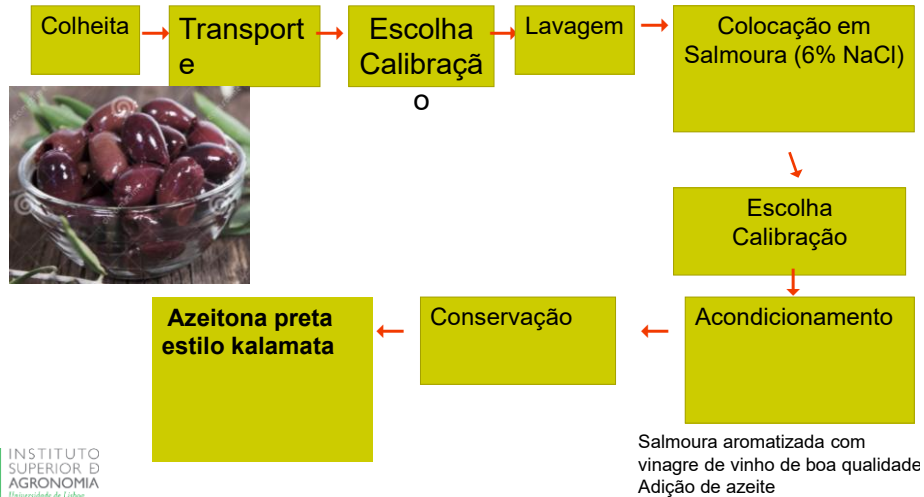 Colheita
Transport
e
Escolha
Calibraçã
o
Lavagem
Colocação em
Salmoura (6% NaCl)
Escolha
Calibração
Acondicionamento
Conservação
Azeitona preta
estilo kalamata
Salmoura aromatizada com
vinagre de vinho de boa qualidade
Adição de azeite
INSTITUTO
SUPERIOR D
AGRONOMIA
Universidade de Lisboa